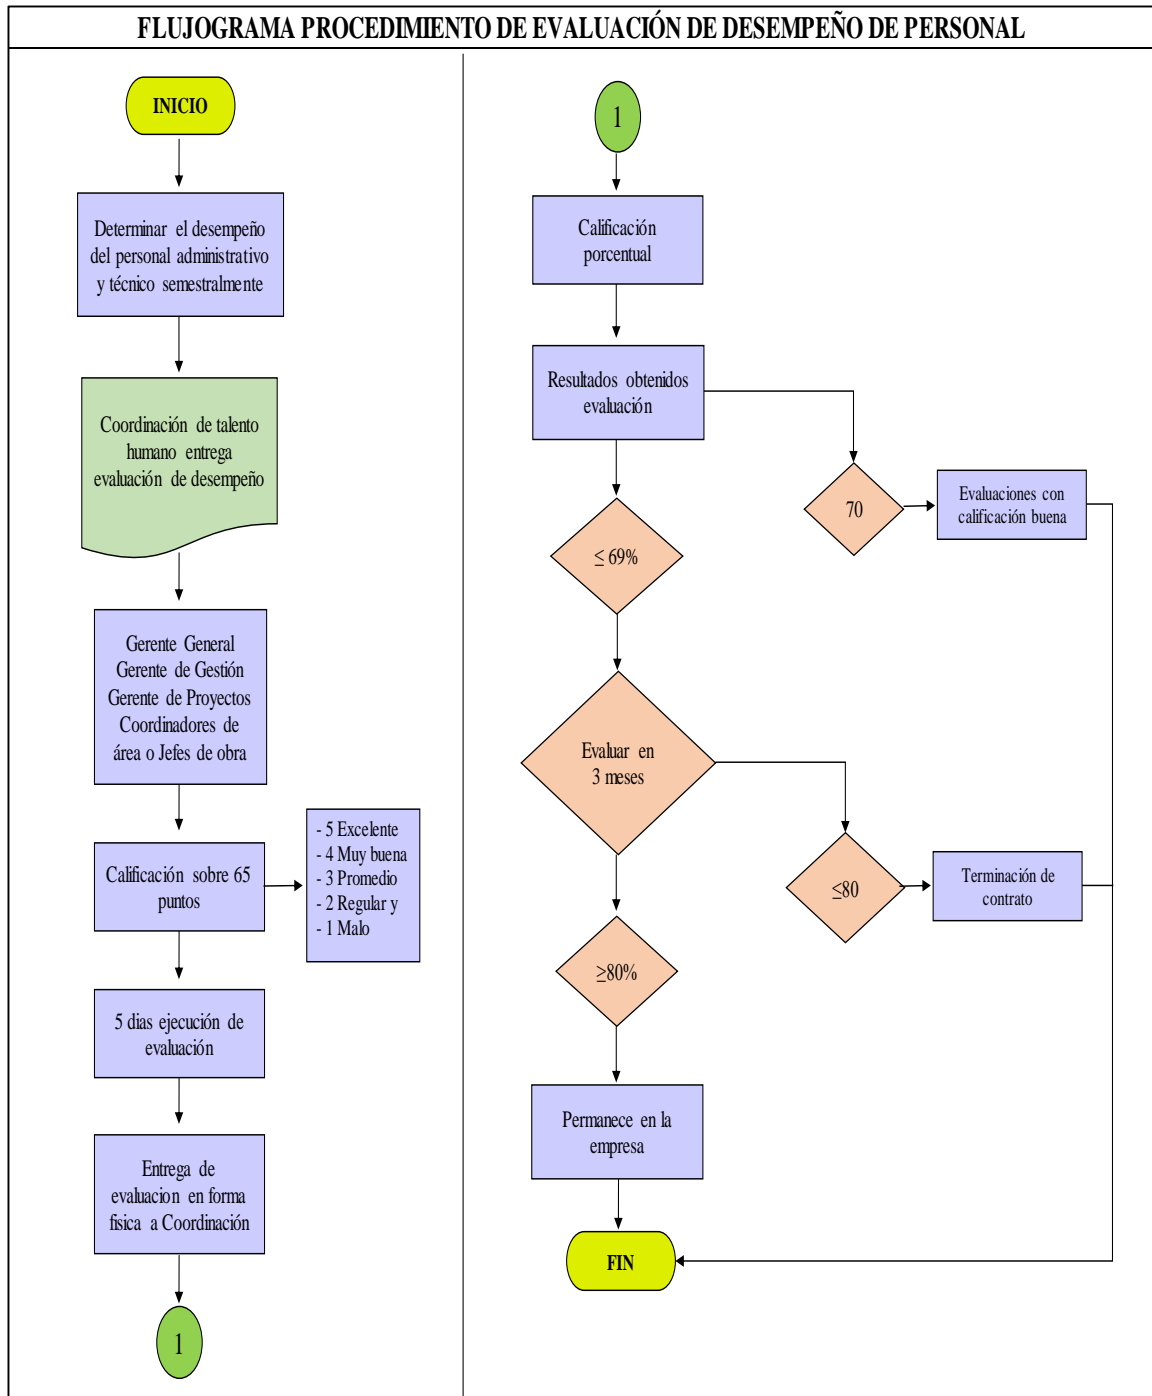 FLUJOGRAMA PROCEDIMIENTO DE EVALUACIÓN DE DESEMPEÑO DE PERSONAL
INICIO
Determinar el desempeño
del personal administrativo
y técnico semestralmente
Coordinación de talento
humano entrega
evaluación de desempeño
Gerente General
Gerente de Gestión
Gerente de Proyectos
Coordinadores de
área o Jefes de obra
Calificación sobre 65
puntos
- 5 Excelente
- 4 Muy buena
- 3 Promedio
- 2 Regular y
- 1 Malo
5 dias ejecución de
evaluación
Entrega de
evaluacion en forma
fisica a Coordinación
1
1
Calificación
porcentual
Resultados obtenidos
evaluación
70
Evaluaciones con
calificación buena
≤ 69%
Evaluar en
3 meses
≤80
Terminación de
contrato
≥80%
Permanece en la
empresa
FIN